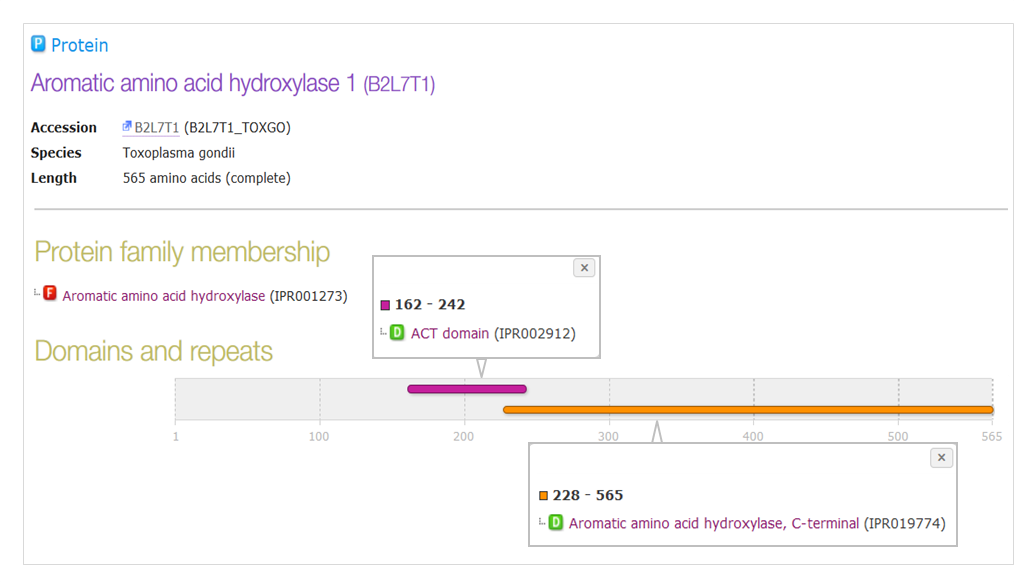 P Protein
Aromatic amino acid hydroxylase 1 (B2L7T1)
Accession B2L7T1 (B2L7T1_TOXGO)
Species Toxoplasma gondii
Length 565 amino acids (complete)
Protein family membership
F Aromatic amino acid hydroxylase (IPR001273)
×
162 - 242
D ACT domain (IPR002912)
Domains and repeats
1 100 200 300 400 500 565
×
228 - 565
D Aromatic amino acid hydroxylase, C-terminal (IPR019774)